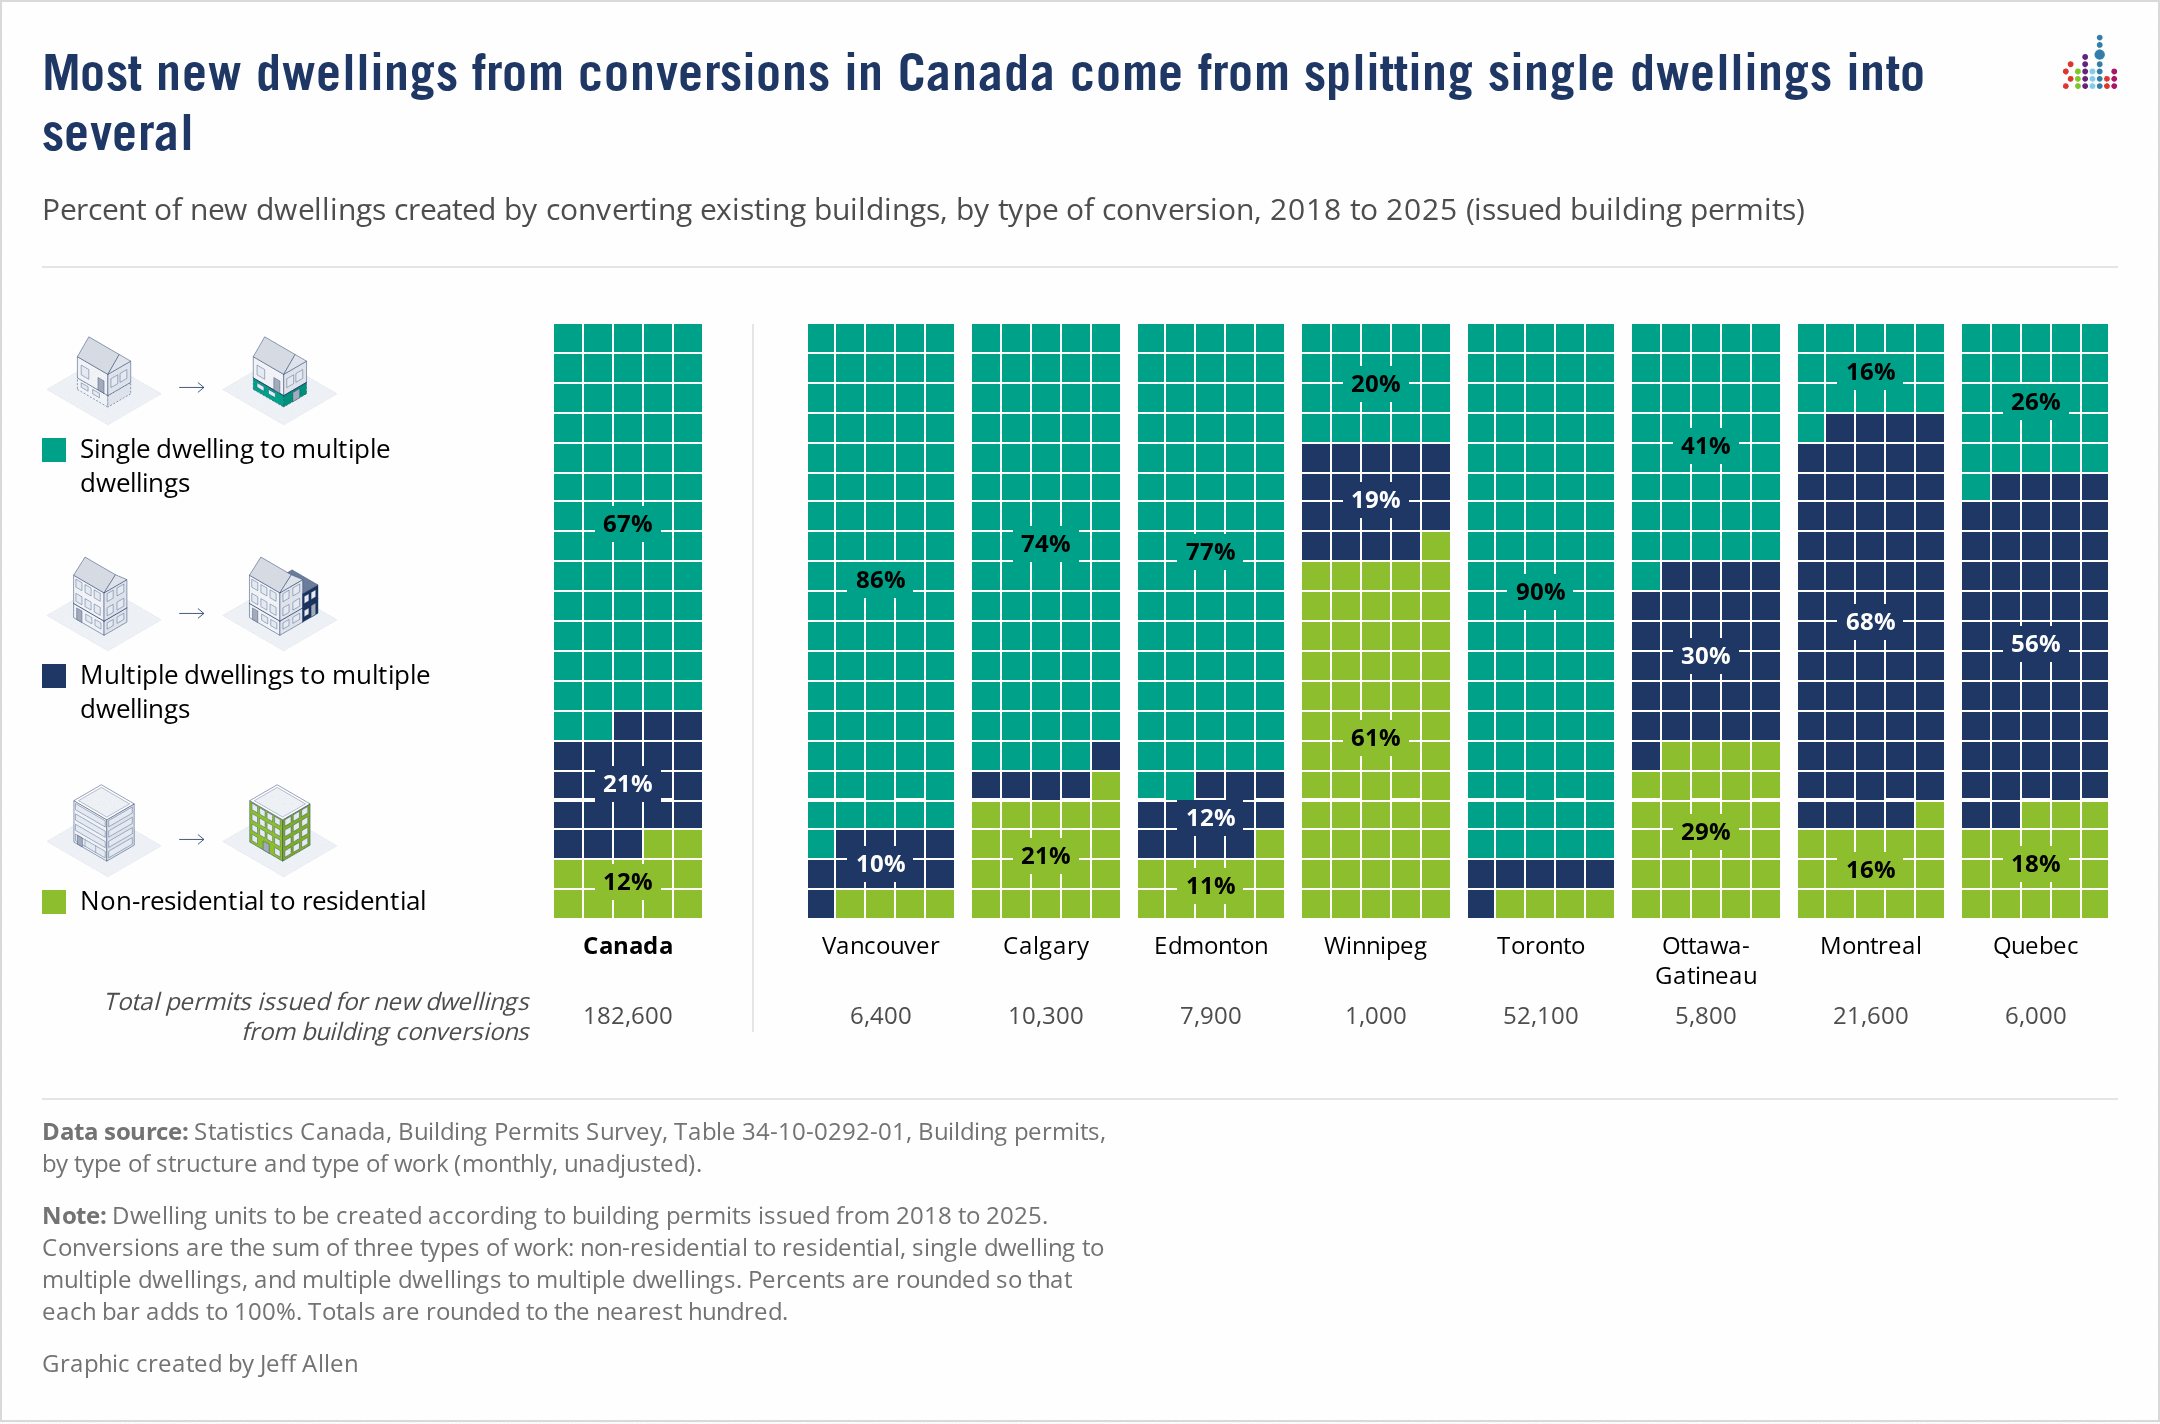 Most new dwellings from conversions in Canada come from splitting single dwellings into
several
Percent of new dwellings created by converting existing buildings, by type of conversion, 2018 to 2025 (issued building permits)
Single dwelling to multiple
dwellings
Multiple dwellings to multiple
dwellings
Non-residential to residential
67%
21%
12%
86%
10%
74%
21%
77%
12%
11%
20%
19%
61%
90%
41%
30%
29%
16%
68%
16%
26%
56%
18%
Canada
Vancouver
Calgary
Edmonton
Winnipeg
Toronto
Ottawa-
Gatineau
Montreal
Quebec
Total permits issued for new dwellings
from building conversions
182,600
6,400
10,300
7,900
1,000
52,100
5,800
21,600
6,000
Data source: Statistics Canada, Building Permits Survey, Table 34-10-0292-01, Building permits,
by type of structure and type of work (monthly, unadjusted).
Note: Dwelling units to be created according to building permits issued from 2018 to 2025.
Conversions are the sum of three types of work: non-residential to residential, single dwelling to
multiple dwellings, and multiple dwellings to multiple dwellings. Percents are rounded so that
each bar adds to 100%. Totals are rounded to the nearest hundred.
Graphic created by Jeff Allen